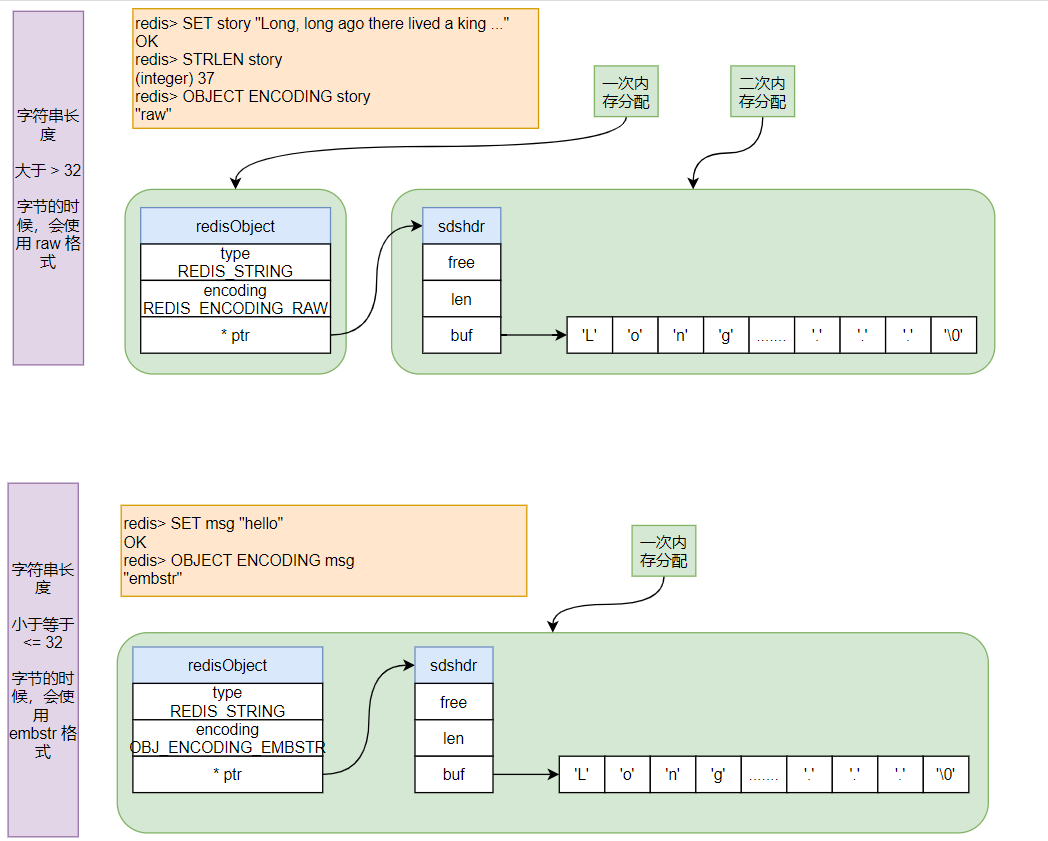 字符串长
度
大于 > 32
字节的时
候，会使
用 raw 格
式
redis> SET story "Long, long ago there lived a king ..."
OK
redis> STRLEN story
(integer) 37
redis> OBJECT ENCODING story
"raw"
一次内
存分配
二次内
存分配
redisObject
type
REDIS_STRING
encoding
REDIS_ENCODING_RAW
* ptr
sdshdr
free
len
buf
'L' 'o' 'n' 'g' ....... '.' '.' '.' '\0'
字符串长
度
小于等于
<= 32
字节的时
候，会使
用
embstr 格
式
redis> SET msg "hello"
OK
redis> OBJECT ENCODING msg
"embstr"
一次内
存分配
redisObject
type
REDIS_STRING
encoding
OBJ_ENCODING_EMBSTR
* ptr
sdshdr
free
len
buf
'L' 'o' 'n' 'g' ....... '.' '.' '.' '\0'